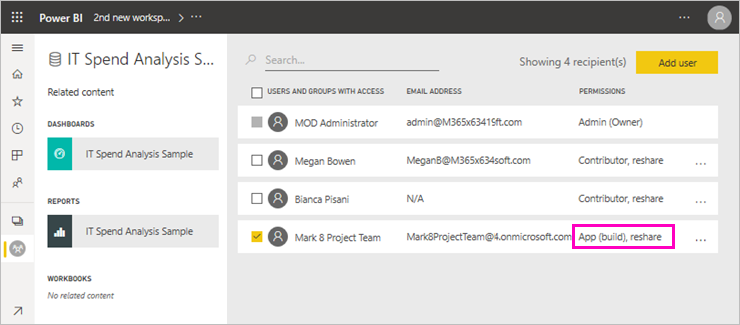 Power BI 2nd new worksp... > ...
IT Spend Analysis S...
Related content
DASHBOARDS
IT Spend Analysis Sample
REPORTS
IT Spend Analysis Sample
WORKBOOKS
No related content
Search...
Showing 4 recipient(s)
Add user
USERS AND GROUPS WITH ACCESS EMAIL ADDRESS PERMISSIONS
MOD Administrator admin@M365x63419ft.com Admin (Owner)
Megan Bowen MeganB@M365x634soft.com Contributor, reshare
Bianca Pisani N/A Contributor, reshare
Mark 8 Project Team Mark8ProjectTeam@4.onmicrosoft.com App (build), reshare